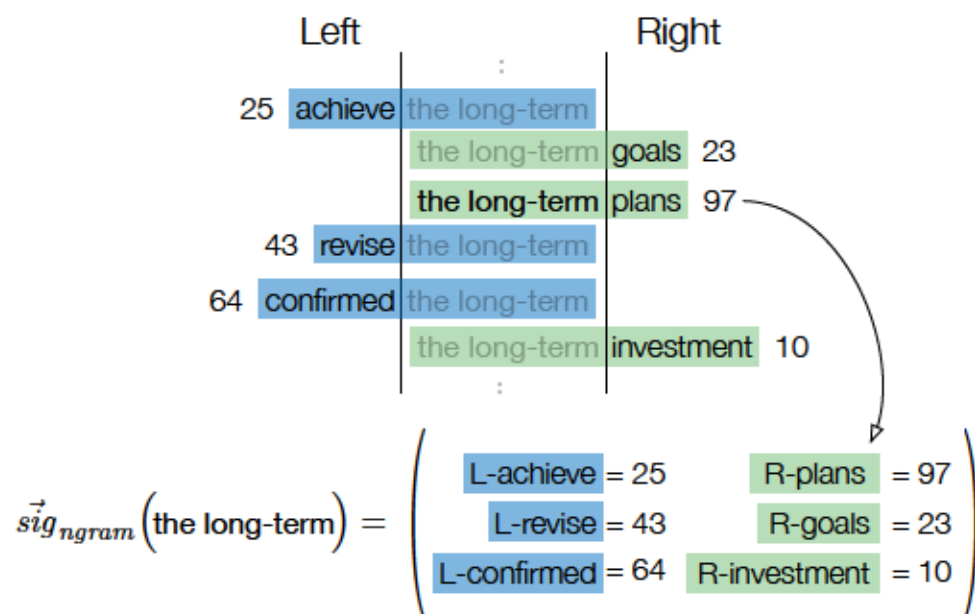 Left Right
:
25 achieve the long-term
the long-term goals 23
the long-term plans 97
43 revise the long-term
64 confirmed the long-term
the long-term investment 10
:
L-achieve = 25 R-plans = 97
sig⃗_ngram(the long-term) = L-revise = 43 R-goals = 23
L-confirmed = 64 R-investment = 10